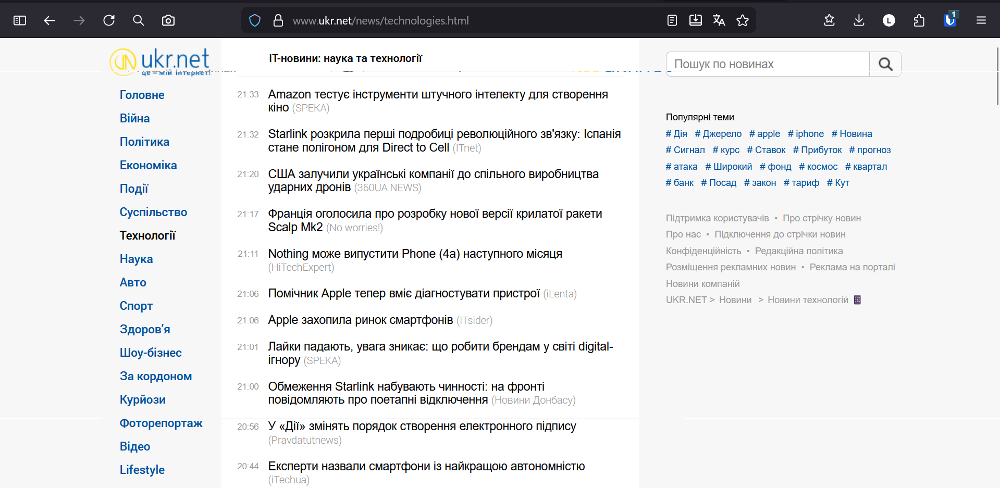 www.ukr.net/news/technologies.html
L
1
ukr.net
це – мій інтернет!
Головне
Війна
Політика
Економіка
Події
Суспільство
Технології
Наука
Авто
Спорт
Здоров’я
Шоу-бізнес
За кордоном
Курйози
Фоторепортаж
Відео
Lifestyle
ІТ-новини: наука та технології
21:33 Amazon тестує інструменти штучного інтелекту для створення
кіно (SPEKA)
21:32 Starlink розкрила перші подробиці революційного зв'язку: Іспанія
стане полігоном для Direct to Cell (ITnet)
21:20 США залучили українські компанії до спільного виробництва
ударних дронів (360UA NEWS)
21:17 Франція оголосила про розробку нової версії крилатої ракети
Scalp Mk2 (No worries!)
21:11 Nothing може випустити Phone (4a) наступного місяця
(HiTechExpert)
21:06 Помічник Apple тепер вміє діагностувати пристрої (iLenta)
21:06 Apple захопила ринок смартфонів (ITsider)
21:01 Лайки падають, увага зникає: що робити брендам у світі digital-
ігнору (SPEKA)
21:00 Обмеження Starlink набувають чинності: на фронті
повідомляють про поетапні відключення (Новини Донбасу)
20:56 У «Дії» змінять порядок створення електронного підпису
(Pravdatutnews)
20:44 Експерти назвали смартфони із найкращою автономністю
(iTechua)
Пошук по новинах
Популярні теми
# Дія # Джерело # apple # iphone # Новина
# Сигнал # курс # Ставок # Прибуток # прогноз
# атака # Широкий # фонд # космос # квартал
# банк # Посад # закон # тариф # Кут
Підтримка користувачів • Про стрічку новин
Про нас • Підключення до стрічки новин
Конфіденційність • Редакційна політика
Розміщення рекламних новин • Реклама на порталі
Новини компаній
UKR.NET > Новини > Новини технологій